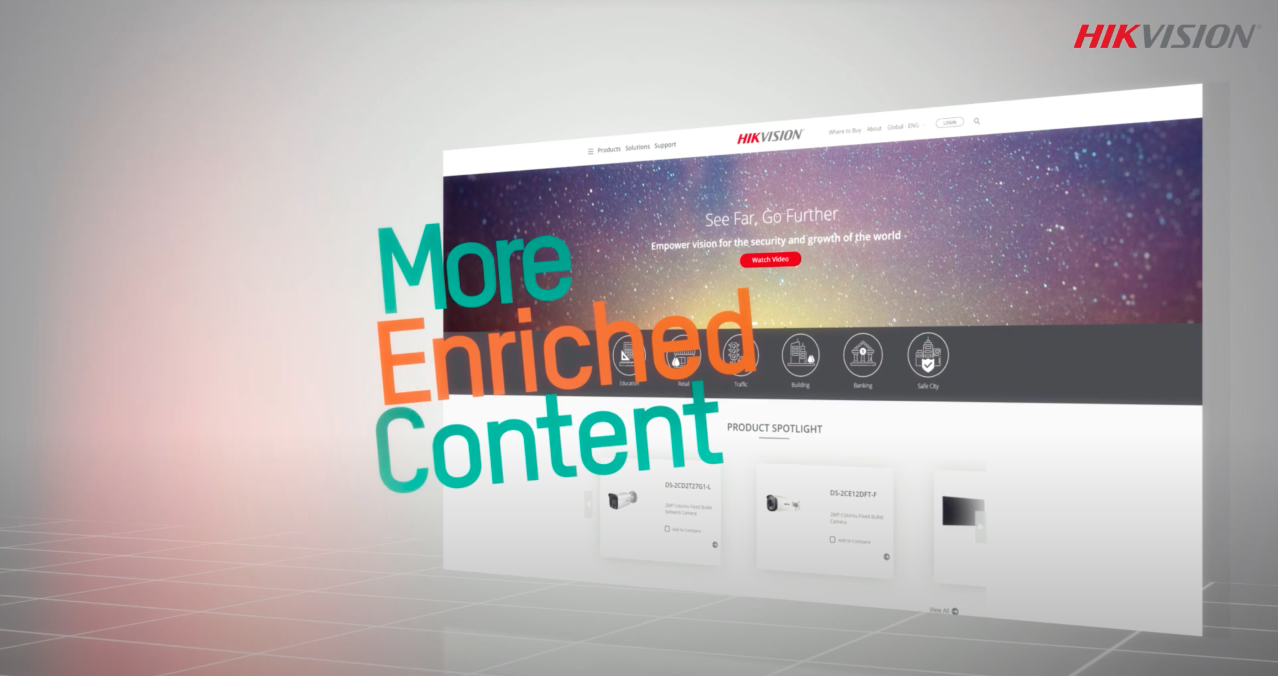 HIKVISION
Products Solutions Support
HIKVISION
Where to Buy About Global - ENG LOGIN
See Far, Go Further
Empower vision for the security and growth of the world
Watch Video
More
Enriched
Content
Education Retail Traffic Building Banking Safe City
PRODUCT SPOTLIGHT
DS-2CD2T27G1-L
2MP ColorVu Fixed Bullet
Network Camera
Add to Compare
DS-2CE12DFT-F
2MP ColorVu Fixed Bullet
Camera
Add to Compare
View All